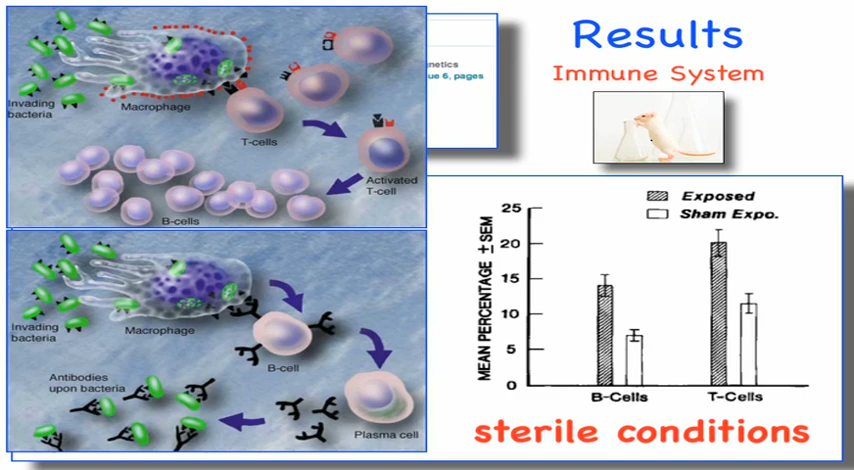 Results
Immune System
gnetics
ue 6, pages
Invading
bacteria
Macrophage
T-cells
Activated
T-cell
B-cells
Invading
bacteria
Macrophage
B-cell
Antibodies
upon bacteria
Plasma cell
Exposed
Sham Expo.
MEAN PERCENTAGE ± SEM
25
20
15
10
5
0
B-Cells
T-Cells
sterile conditions